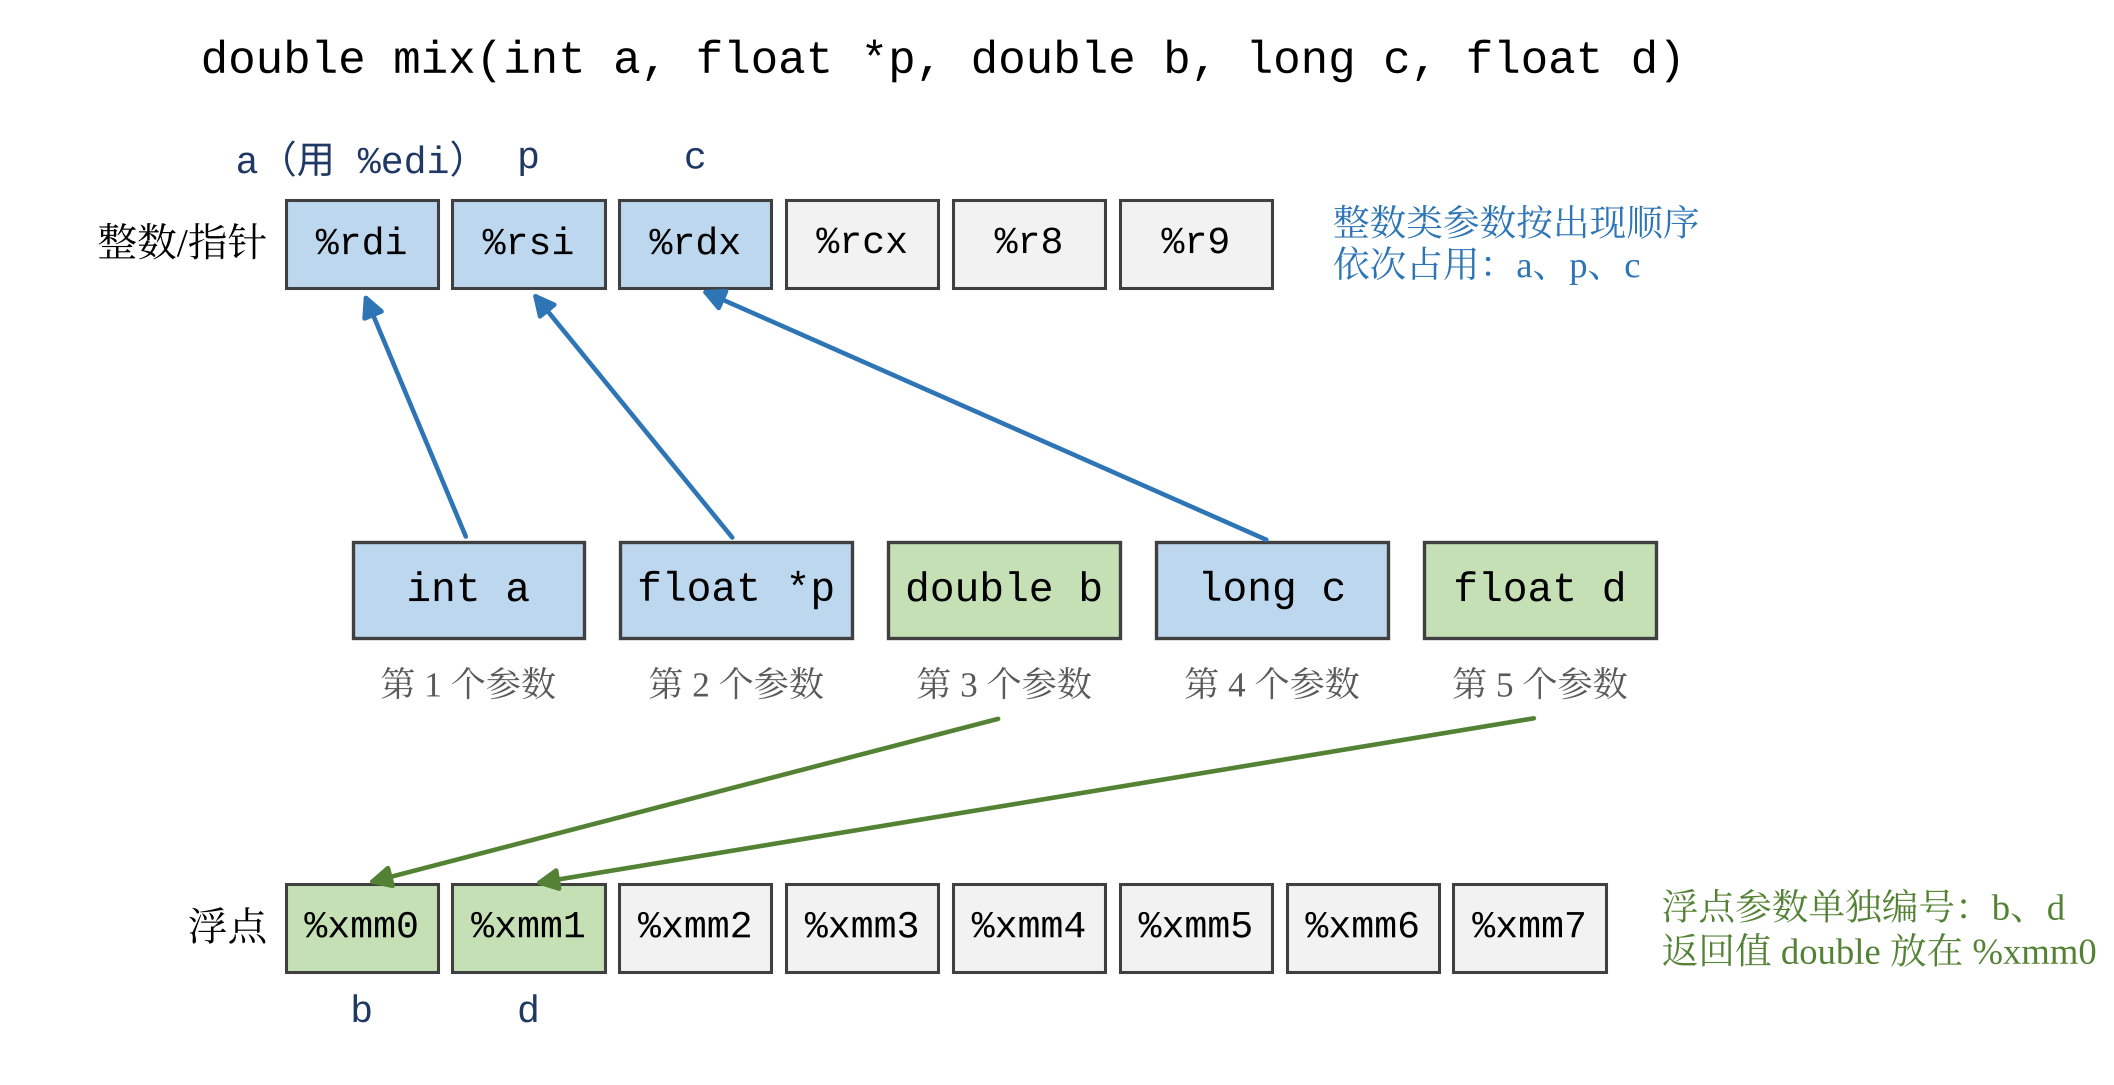 double mix(int a, float *p, double b, long c, float d)
a（用 %edi） p c
整数/指针 %rdi %rsi %rdx %rcx %r8 %r9
整数类参数按出现顺序
依次占用：a、p、c
int a float *p double b long c float d
第 1 个参数 第 2 个参数 第 3 个参数 第 4 个参数 第 5 个参数
浮点 %xmm0 %xmm1 %xmm2 %xmm3 %xmm4 %xmm5 %xmm6 %xmm7
浮点参数单独编号：b、d
返回值 double 放在 %xmm0
b d